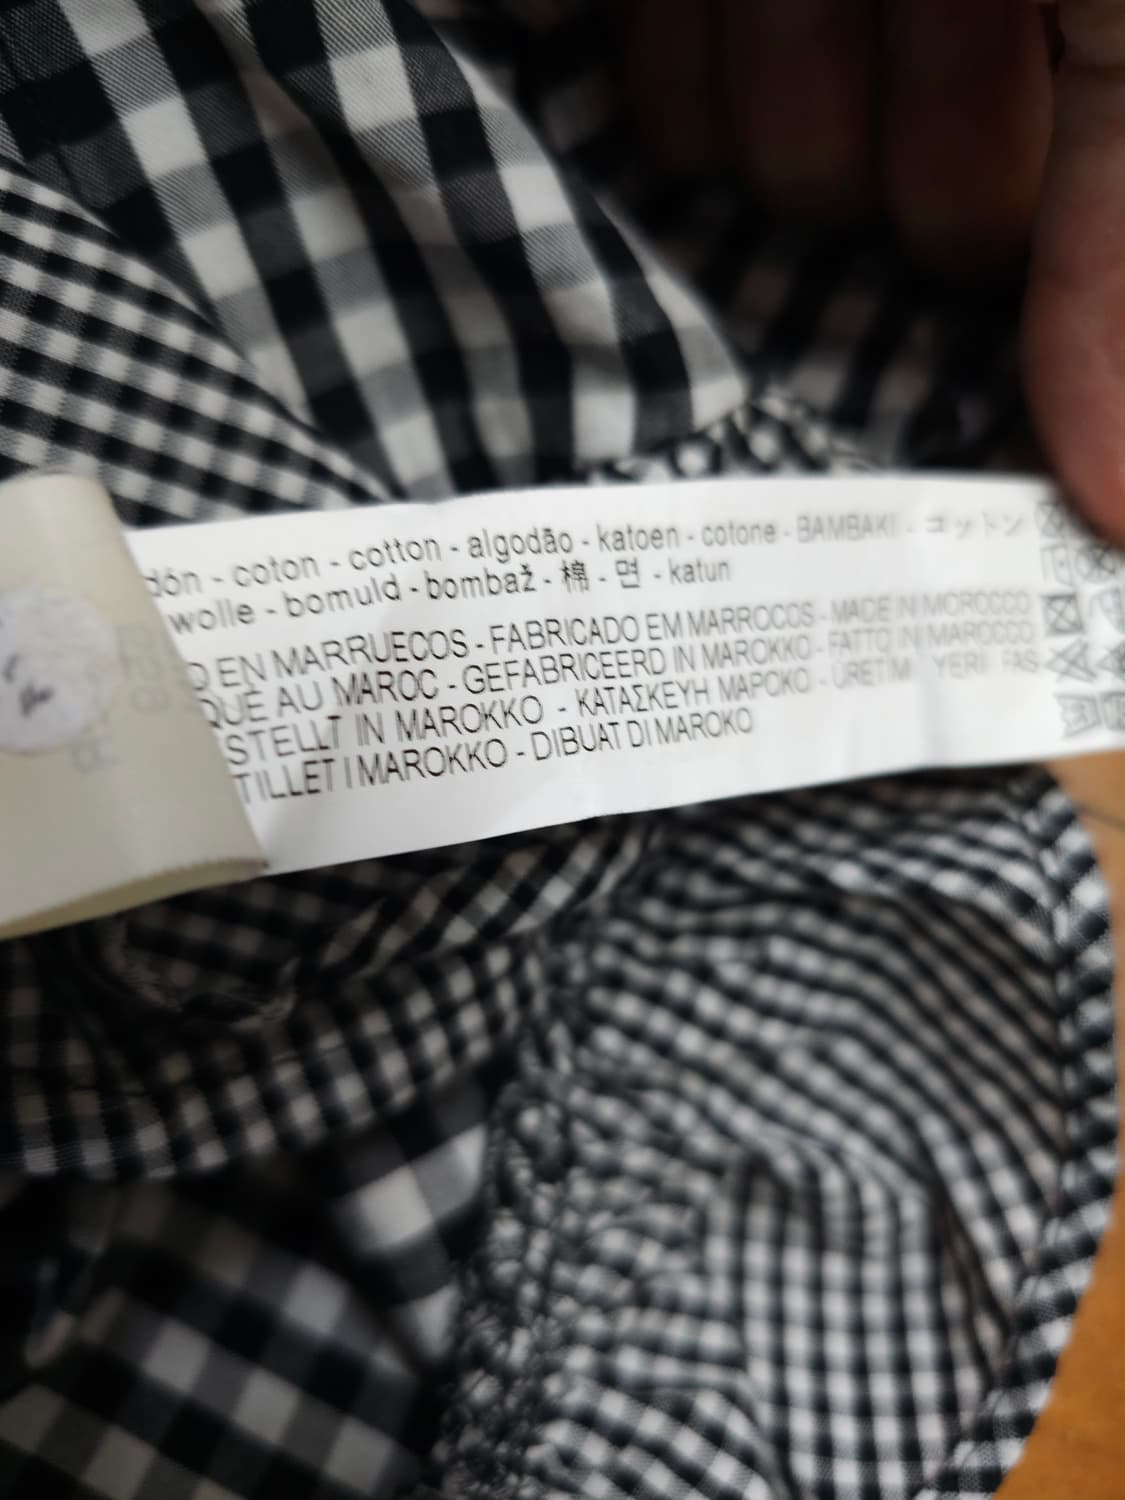 dón - coton - cotton - algodão - katoen - cotone - BAMBAKI - コットン
wolle - bomuld - bombaž - 棉 - 면 - katun
O EN MARRUECOS - FABRICADO EM MARROCOS - MADE IN MOROCCO
QUÉ AU MAROC - GEFABRICEERD IN MAROKKO - FATTO IN MAROCCO
STELLT IN MAROKKO - ΚΑΤΑΣΚΕΥΗ ΜΑΡΟΚΟ - ÜRETIM YERI FAS
TILLET I MAROKKO - DIBUAT DI MAROKO